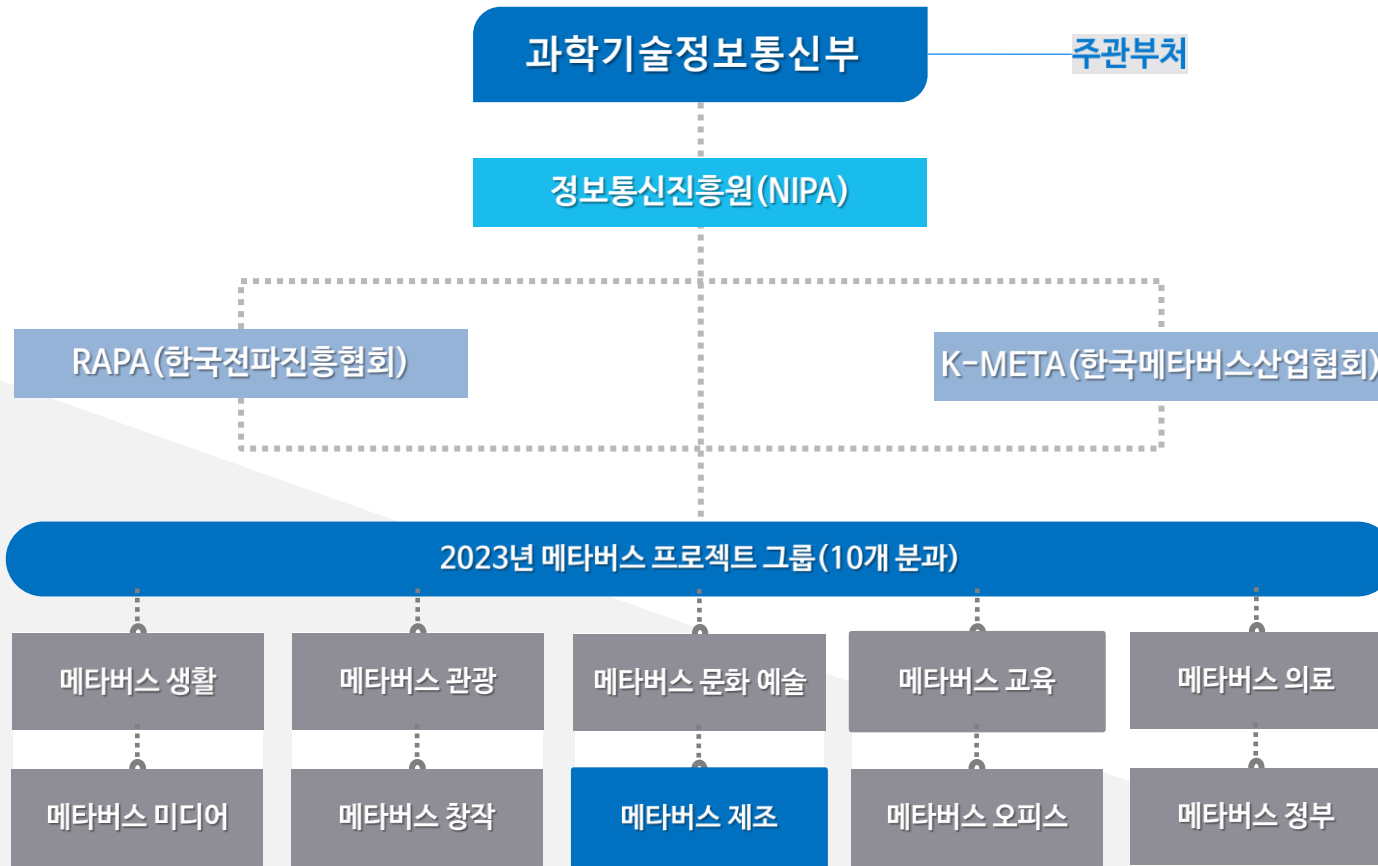 과학기술정보통신부
주관부처
정보통신진흥원(NIPA)
RAPA(한국전파진흥협회)
K-META(한국메타버스산업협회)
2023년 메타버스 프로젝트 그룹(10개 분과)
메타버스 생활
메타버스 관광
메타버스 문화 예술
메타버스 교육
메타버스 의료
메타버스 미디어
메타버스 창작
메타버스 제조
메타버스 오피스
메타버스 정부